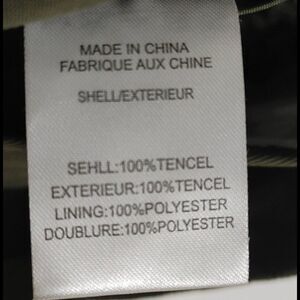 MADE IN CHINA
FABRIQUE AUX CHINE
SHELL/EXTERIEUR
SEHLL:100%TENCEL
EXTERIEUR:100%TENCEL
LINING:100%POLYESTER
DOUBLURE:100%POLYESTER